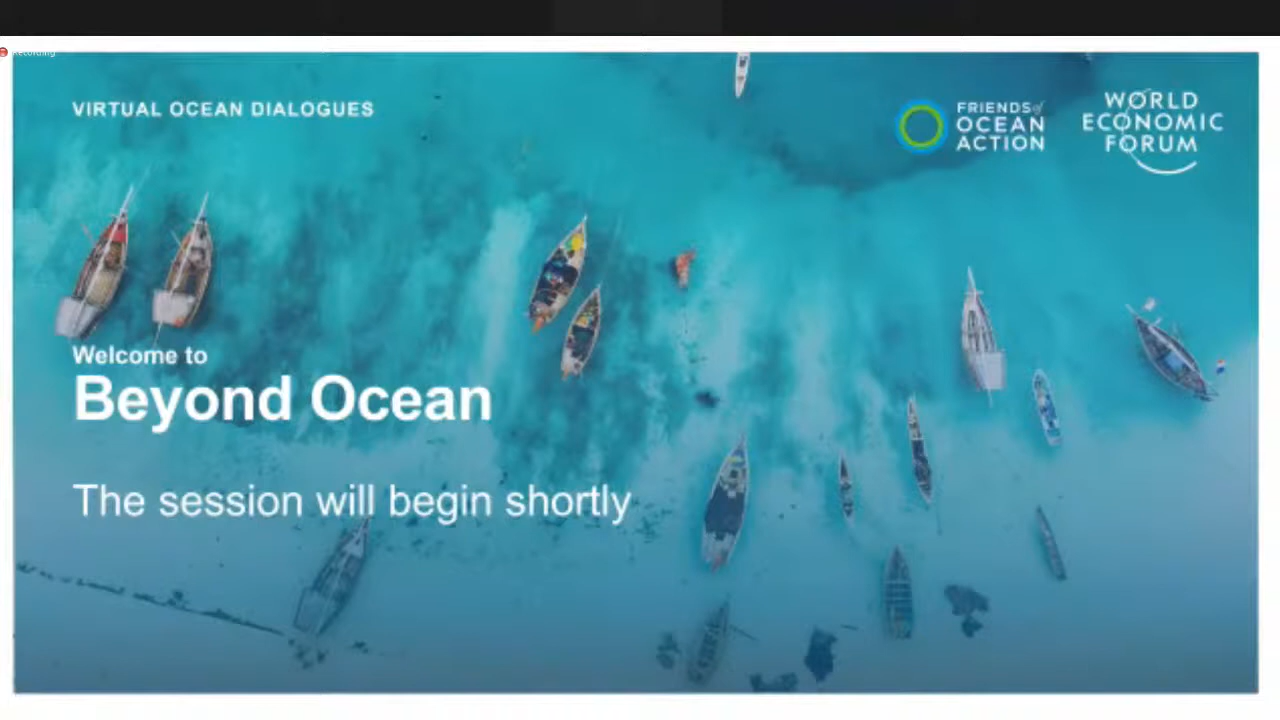 Recording
VIRTUAL OCEAN DIALOGUES
FRIENDS of
OCEAN
ACTION
WORLD
ECONOMIC
FORUM
Welcome to
Beyond Ocean
The session will begin shortly